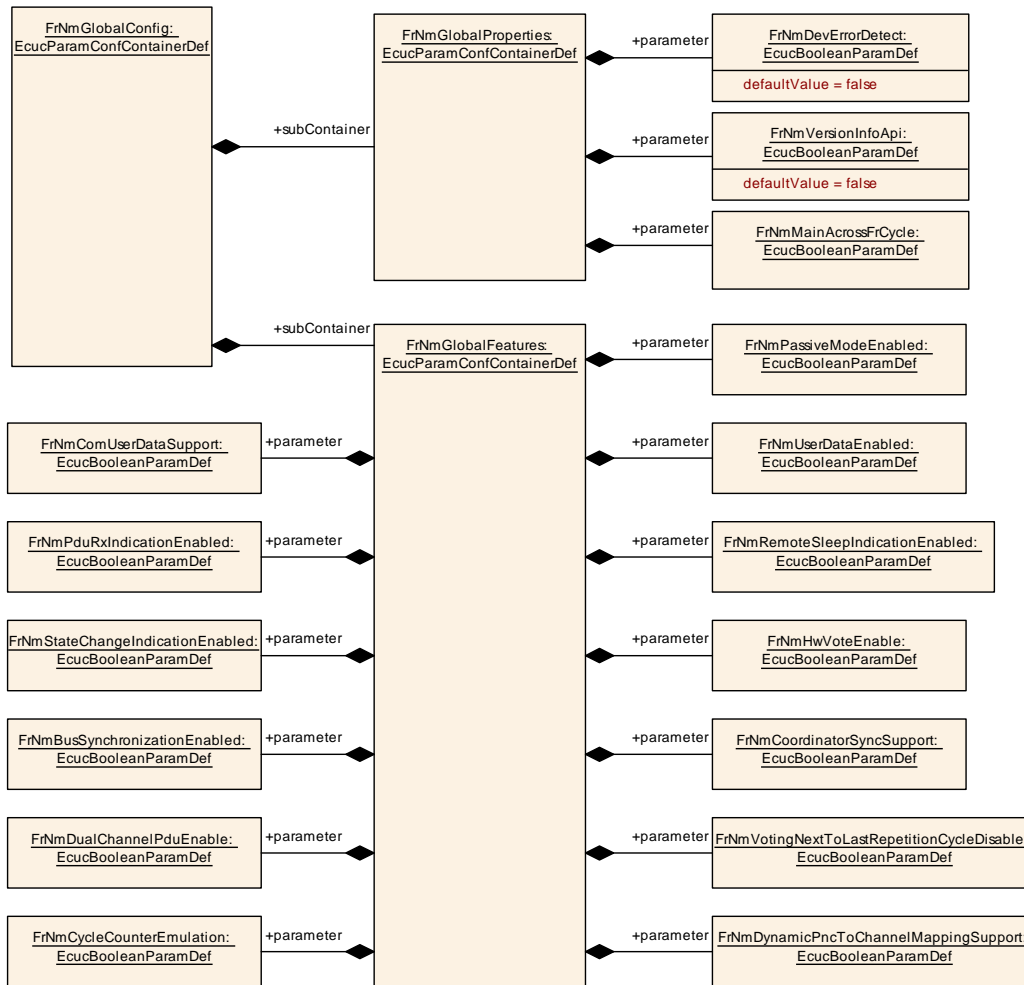 FrNmGlobalConfig:
EcucParamConfContainerDef
FrNmGlobalProperties:
EcucParamConfContainerDef
+parameter
FrNmDevErrorDetect:
EcucBooleanParamDef
defaultValue = false
+subContainer
+parameter
FrNmVersionInfoApi:
EcucBooleanParamDef
defaultValue = false
+parameter
FrNmMainAcrossFrCycle:
EcucBooleanParamDef
+subContainer
FrNmGlobalFeatures:
EcucParamConfContainerDef
+parameter
FrNmPassiveModeEnabled:
EcucBooleanParamDef
FrNmComUserDataSupport:
EcucBooleanParamDef
+parameter
+parameter
FrNmUserDataEnabled:
EcucBooleanParamDef
FrNmPduRxIndicationEnabled:
EcucBooleanParamDef
+parameter
+parameter
FrNmRemoteSleepIndicationEnabled:
EcucBooleanParamDef
FrNmStateChangeIndicationEnabled:
EcucBooleanParamDef
+parameter
+parameter
FrNmHwVoteEnable:
EcucBooleanParamDef
FrNmBusSynchronizationEnabled:
EcucBooleanParamDef
+parameter
+parameter
FrNmCoordinatorSyncSupport:
EcucBooleanParamDef
FrNmDualChannelPduEnable:
EcucBooleanParamDef
+parameter
+parameter
FrNmVotingNextToLastRepetitionCycleDisable
EcucBooleanParamDef
FrNmCycleCounterEmulation:
EcucBooleanParamDef
+parameter
+parameter
FrNmDynamicPncToChannelMappingSupport:
EcucBooleanParamDef